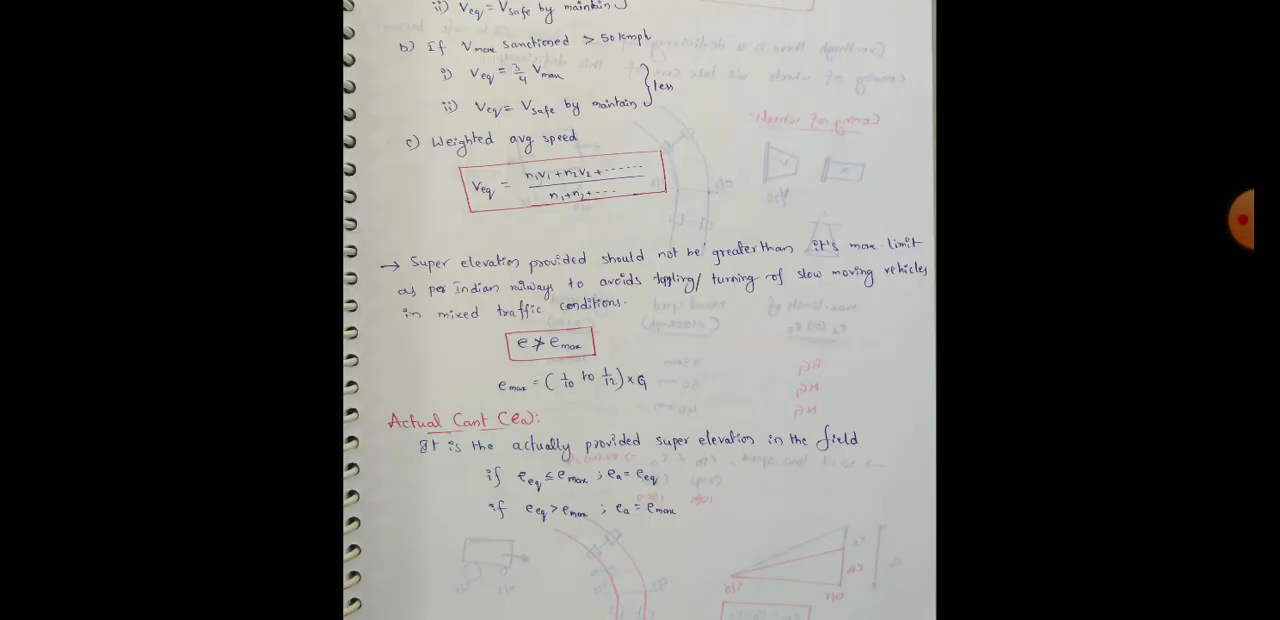 ii) Veq = Vsafe by maintain }
b) If Vmax sanctioned > 50 kmph
i) Veq = 3/4 Vmax
ii) Veq = Vsafe by maintain } less
c) Weighted avg speed
Veq = n1v1 + n2v2 + ...... / n1 + n2 + ...
→ Super elevation provided should not be greaterthan it's max limit
as per Indian railways to avoids toppling/ turning of slow moving vehicles
in mixed traffic conditions.
e ≯ emax
emax = (1/10 to 1/12) × G
Actual Cant (ea):
It is the actually provided super elevation in the field
if eeq ≤ emax ; ea = eeq
if eeq > emax ; ea = emax